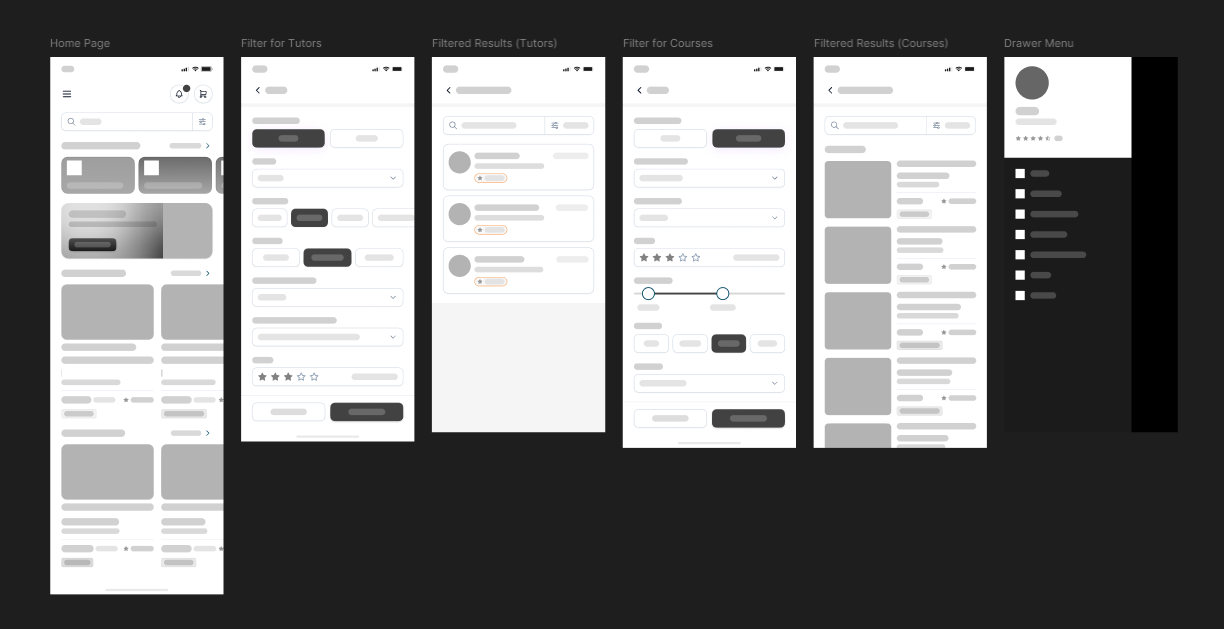 Home Page
Filter for Tutors
Filtered Results (Tutors)
Filter for Courses
Filtered Results (Courses)
Drawer Menu